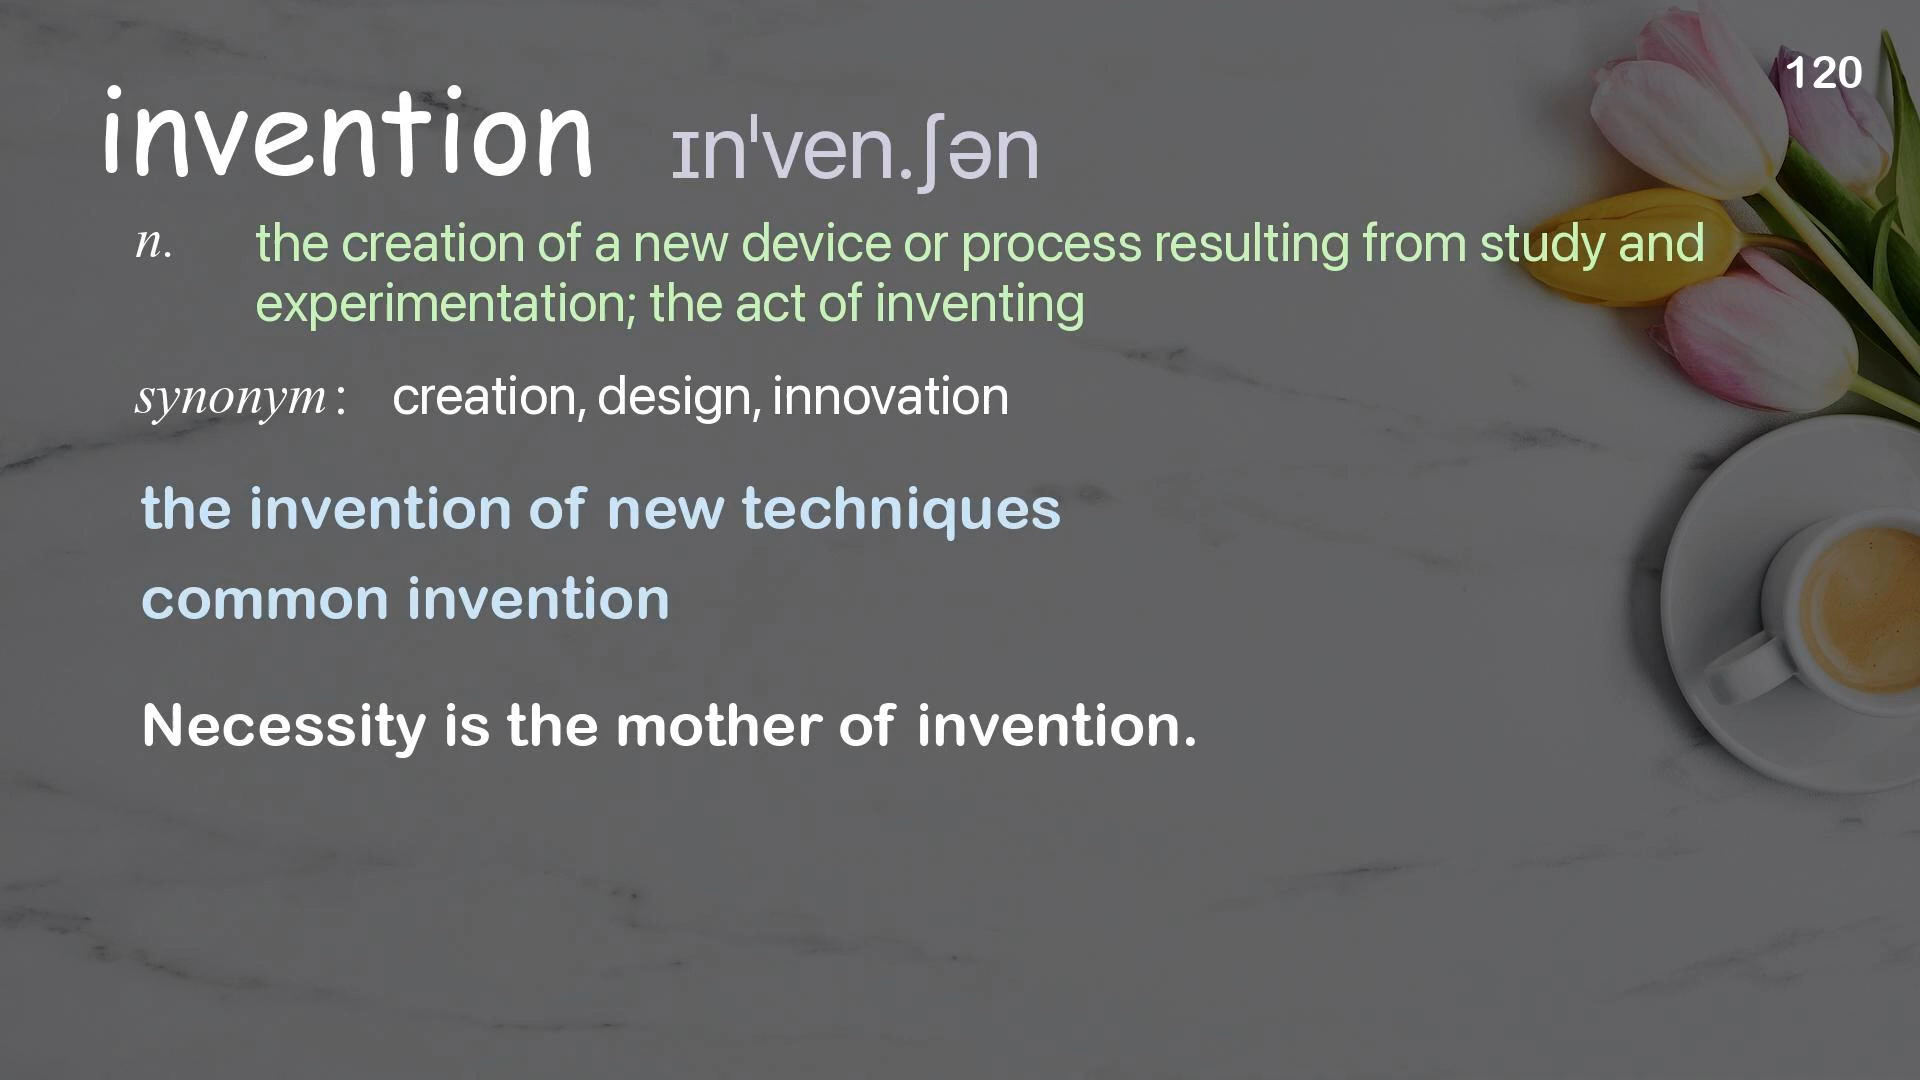 120
invention ɪnˈven.ʃən
n. the creation of a new device or process resulting from study and
experimentation; the act of inventing
synonym: creation, design, innovation
the invention of new techniques
common invention
Necessity is the mother of invention.